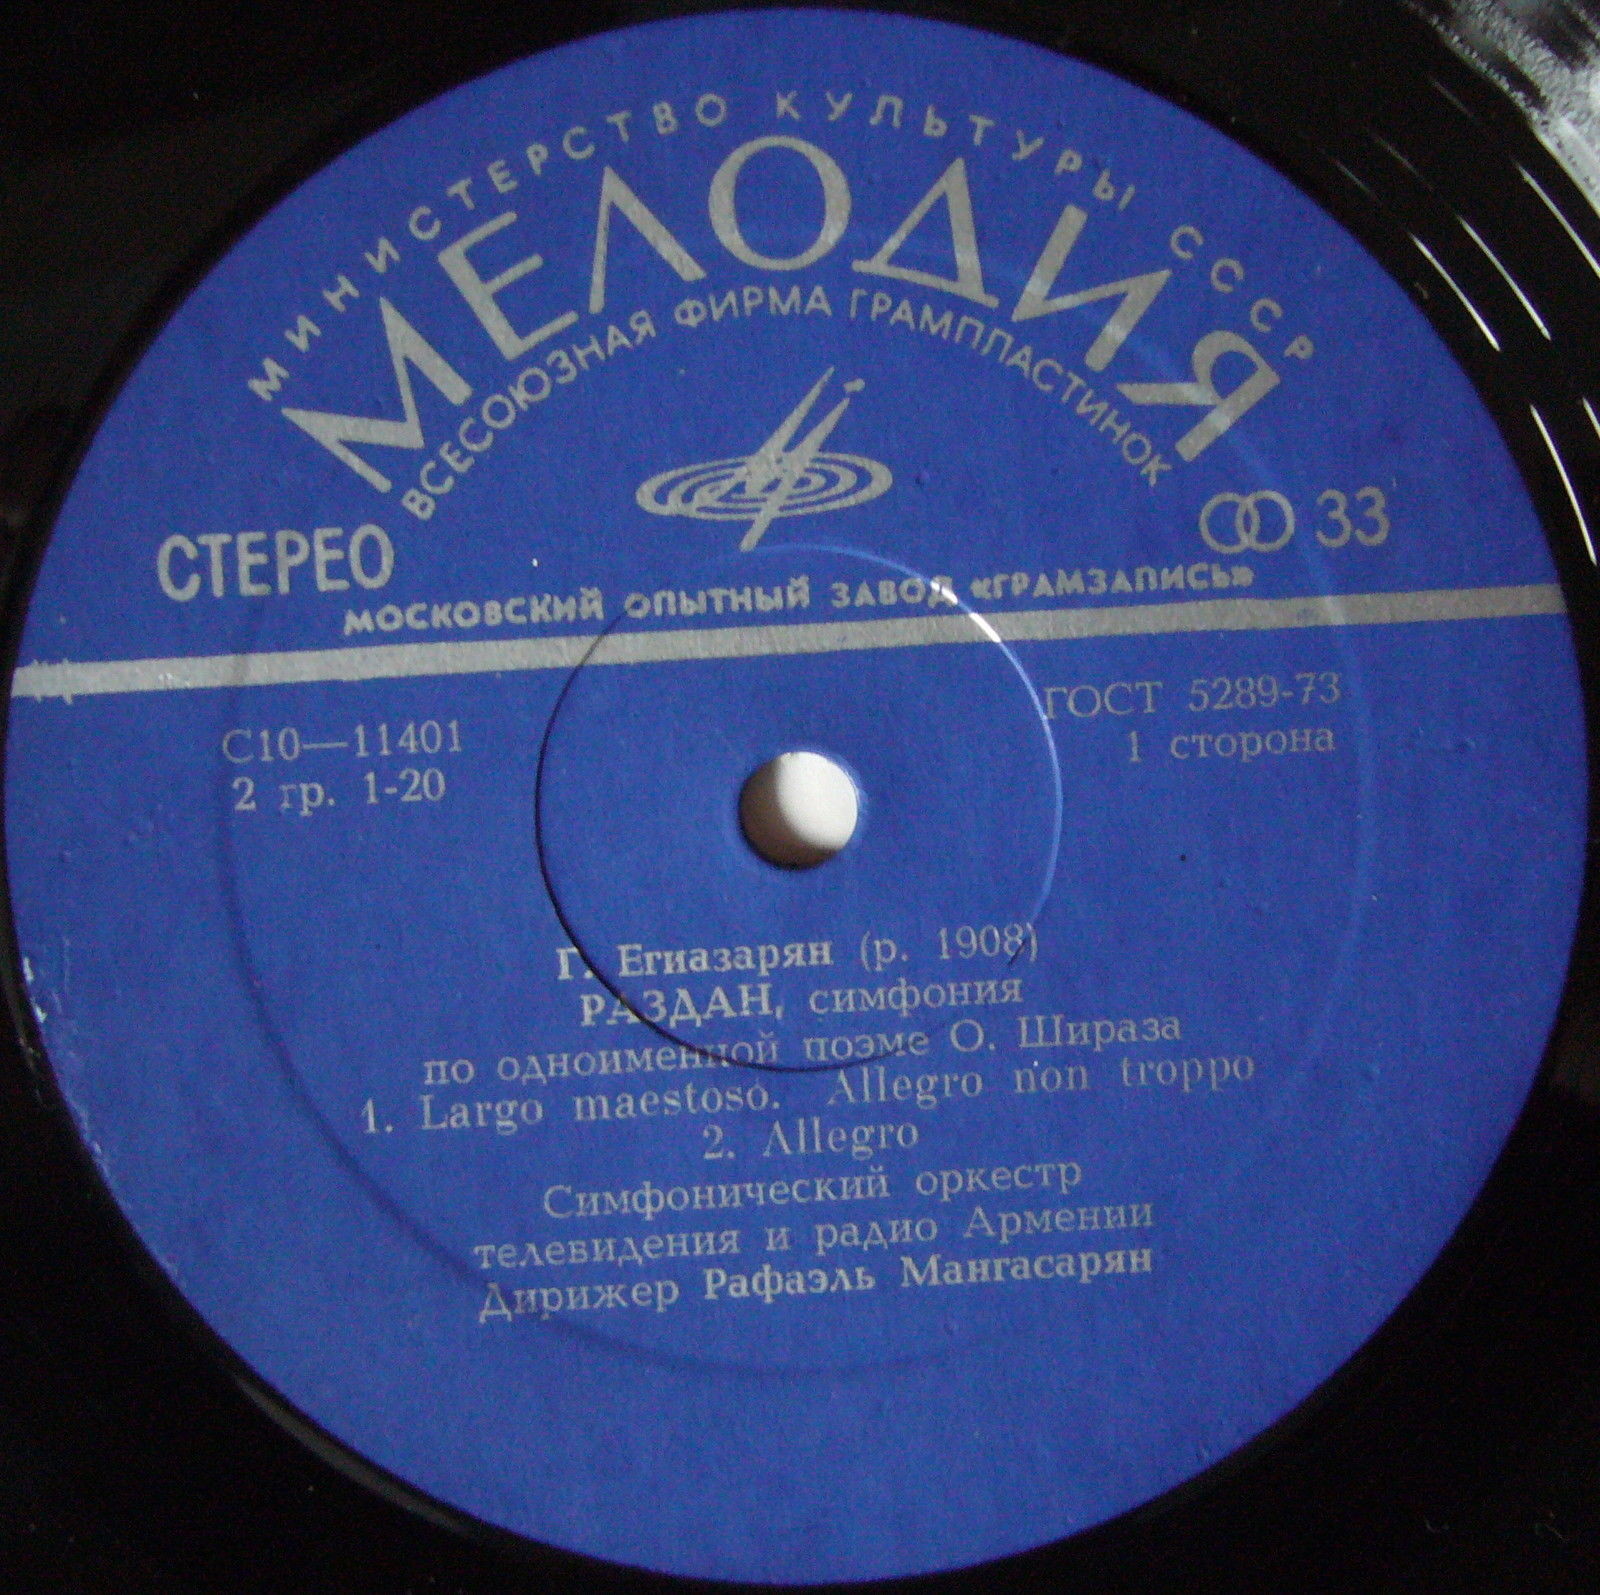 МИНИСТЕРСТВО КУЛЬТУРЫ СССР
МЕЛОДИЯ
ВСЕСОЮЗНАЯ ФИРМА ГРАМПЛАСТИНОК
СТЕРЕО
33
МОСКОВСКИЙ ОПЫТНЫЙ ЗАВОД «ГРАМЗАПИСЬ»
С10—11401
2 гр. 1-20
ГОСТ 5289-73
1 сторона
Г. Егиазарян (р. 1908)
РАЗДАН, симфония
по одноименной поэме О. Шираза
1. Largo maestoso. Allegro non troppo
2. Allegro
Симфонический оркестр
телевидения и радио Армении
Дирижер Рафаэль Мангасарян